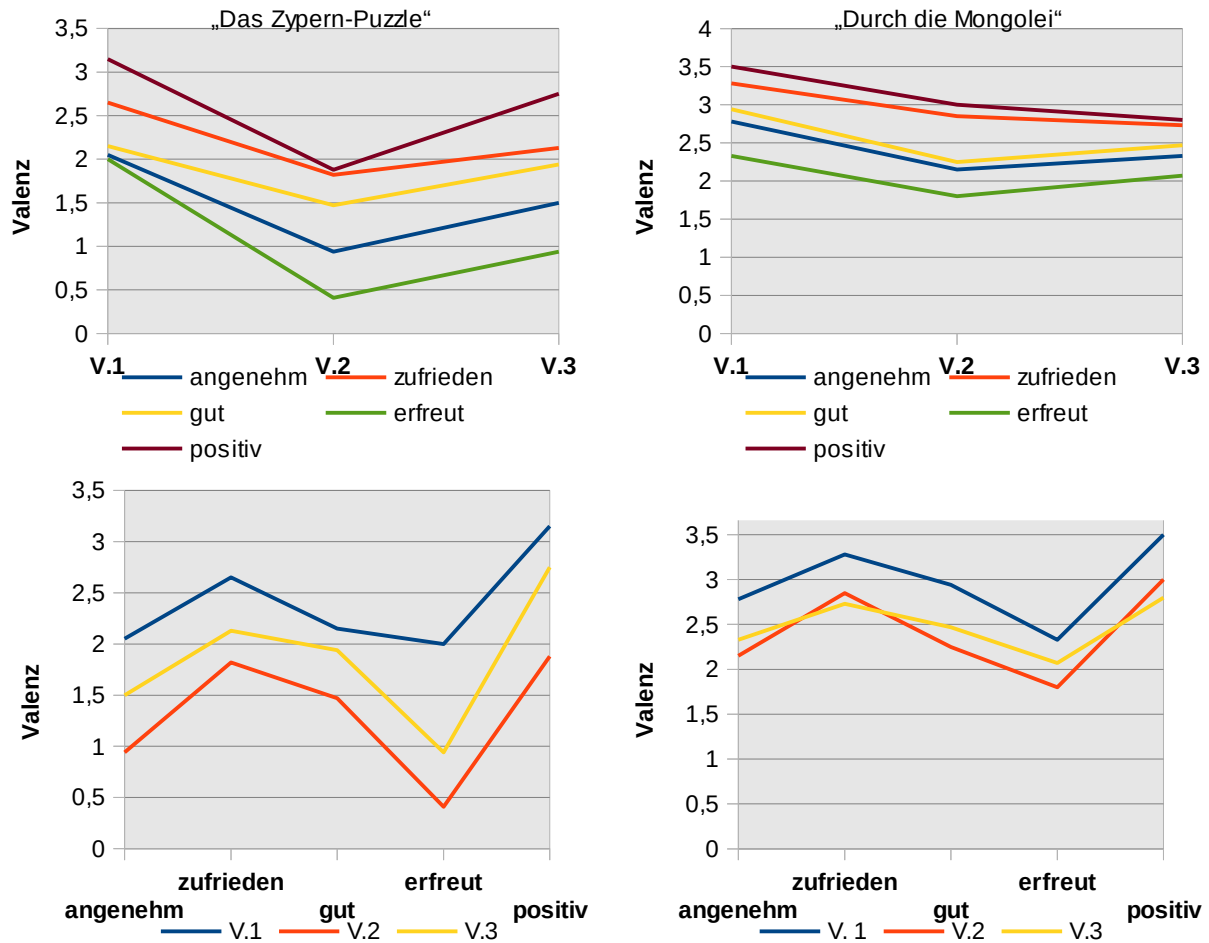 „Das Zypern-Puzzle“
3,5
3
2,5
2
1,5
1
0,5
0
Valenz
V.1 V.2 V.3
angenehm zufrieden
gut erfreut
positiv
„Durch die Mongolei“
4
3,5
3
2,5
2
1,5
1
0,5
0
Valenz
V.1 V.2 V.3
angenehm zufrieden
gut erfreut
positiv
3,5
3
2,5
2
1,5
1
0,5
0
Valenz
zufrieden erfreut
angenehm gut positiv
V.1 V.2 V.3
3,5
3
2,5
2
1,5
1
0,5
0
Valenz
zufrieden erfreut
angenehm gut positiv
V. 1 V.2 V.3